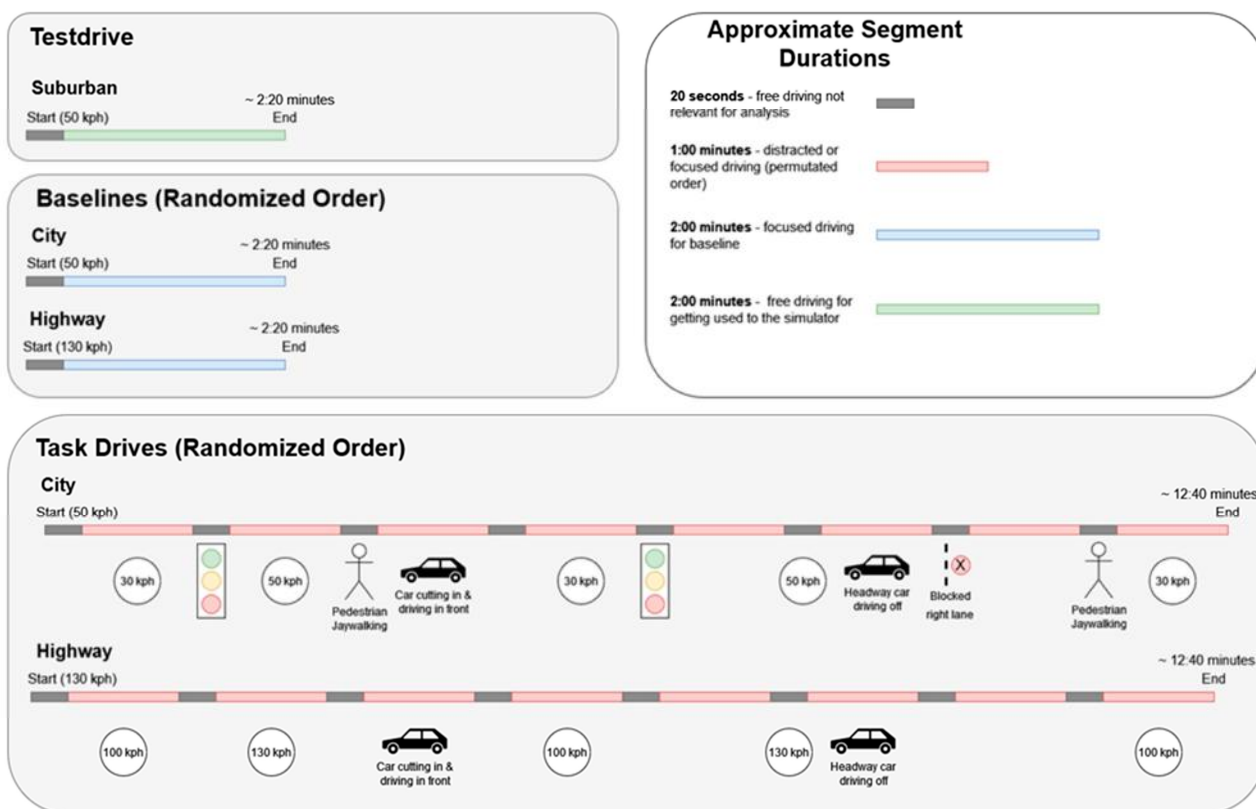 Testdrive
Suburban
~ 2:20 minutes
Start (50 kph)
End
Baselines (Randomized Order)
City
~ 2:20 minutes
Start (50 kph)
End
Highway
~ 2:20 minutes
Start (130 kph)
End
Approximate Segment
Durations
20 seconds - free driving not
relevant for analysis
1:00 minutes - distracted or
focused driving (permutated
order)
2:00 minutes - focused driving
for baseline
2:00 minutes - free driving for
getting used to the simulator
Task Drives (Randomized Order)
City
~ 12:40 minutes
Start (50 kph)
End
30 kph
50 kph
Pedestrian
Jaywalking
Car cutting in &
driving in front
30 kph
50 kph
Headway car
driving off
X
Blocked
right lane
Pedestrian
Jaywalking
30 kph
Highway
~ 12:40 minutes
Start (130 kph)
End
100 kph
130 kph
Car cutting in &
driving in front
100 kph
130 kph
Headway car
driving off
100 kph